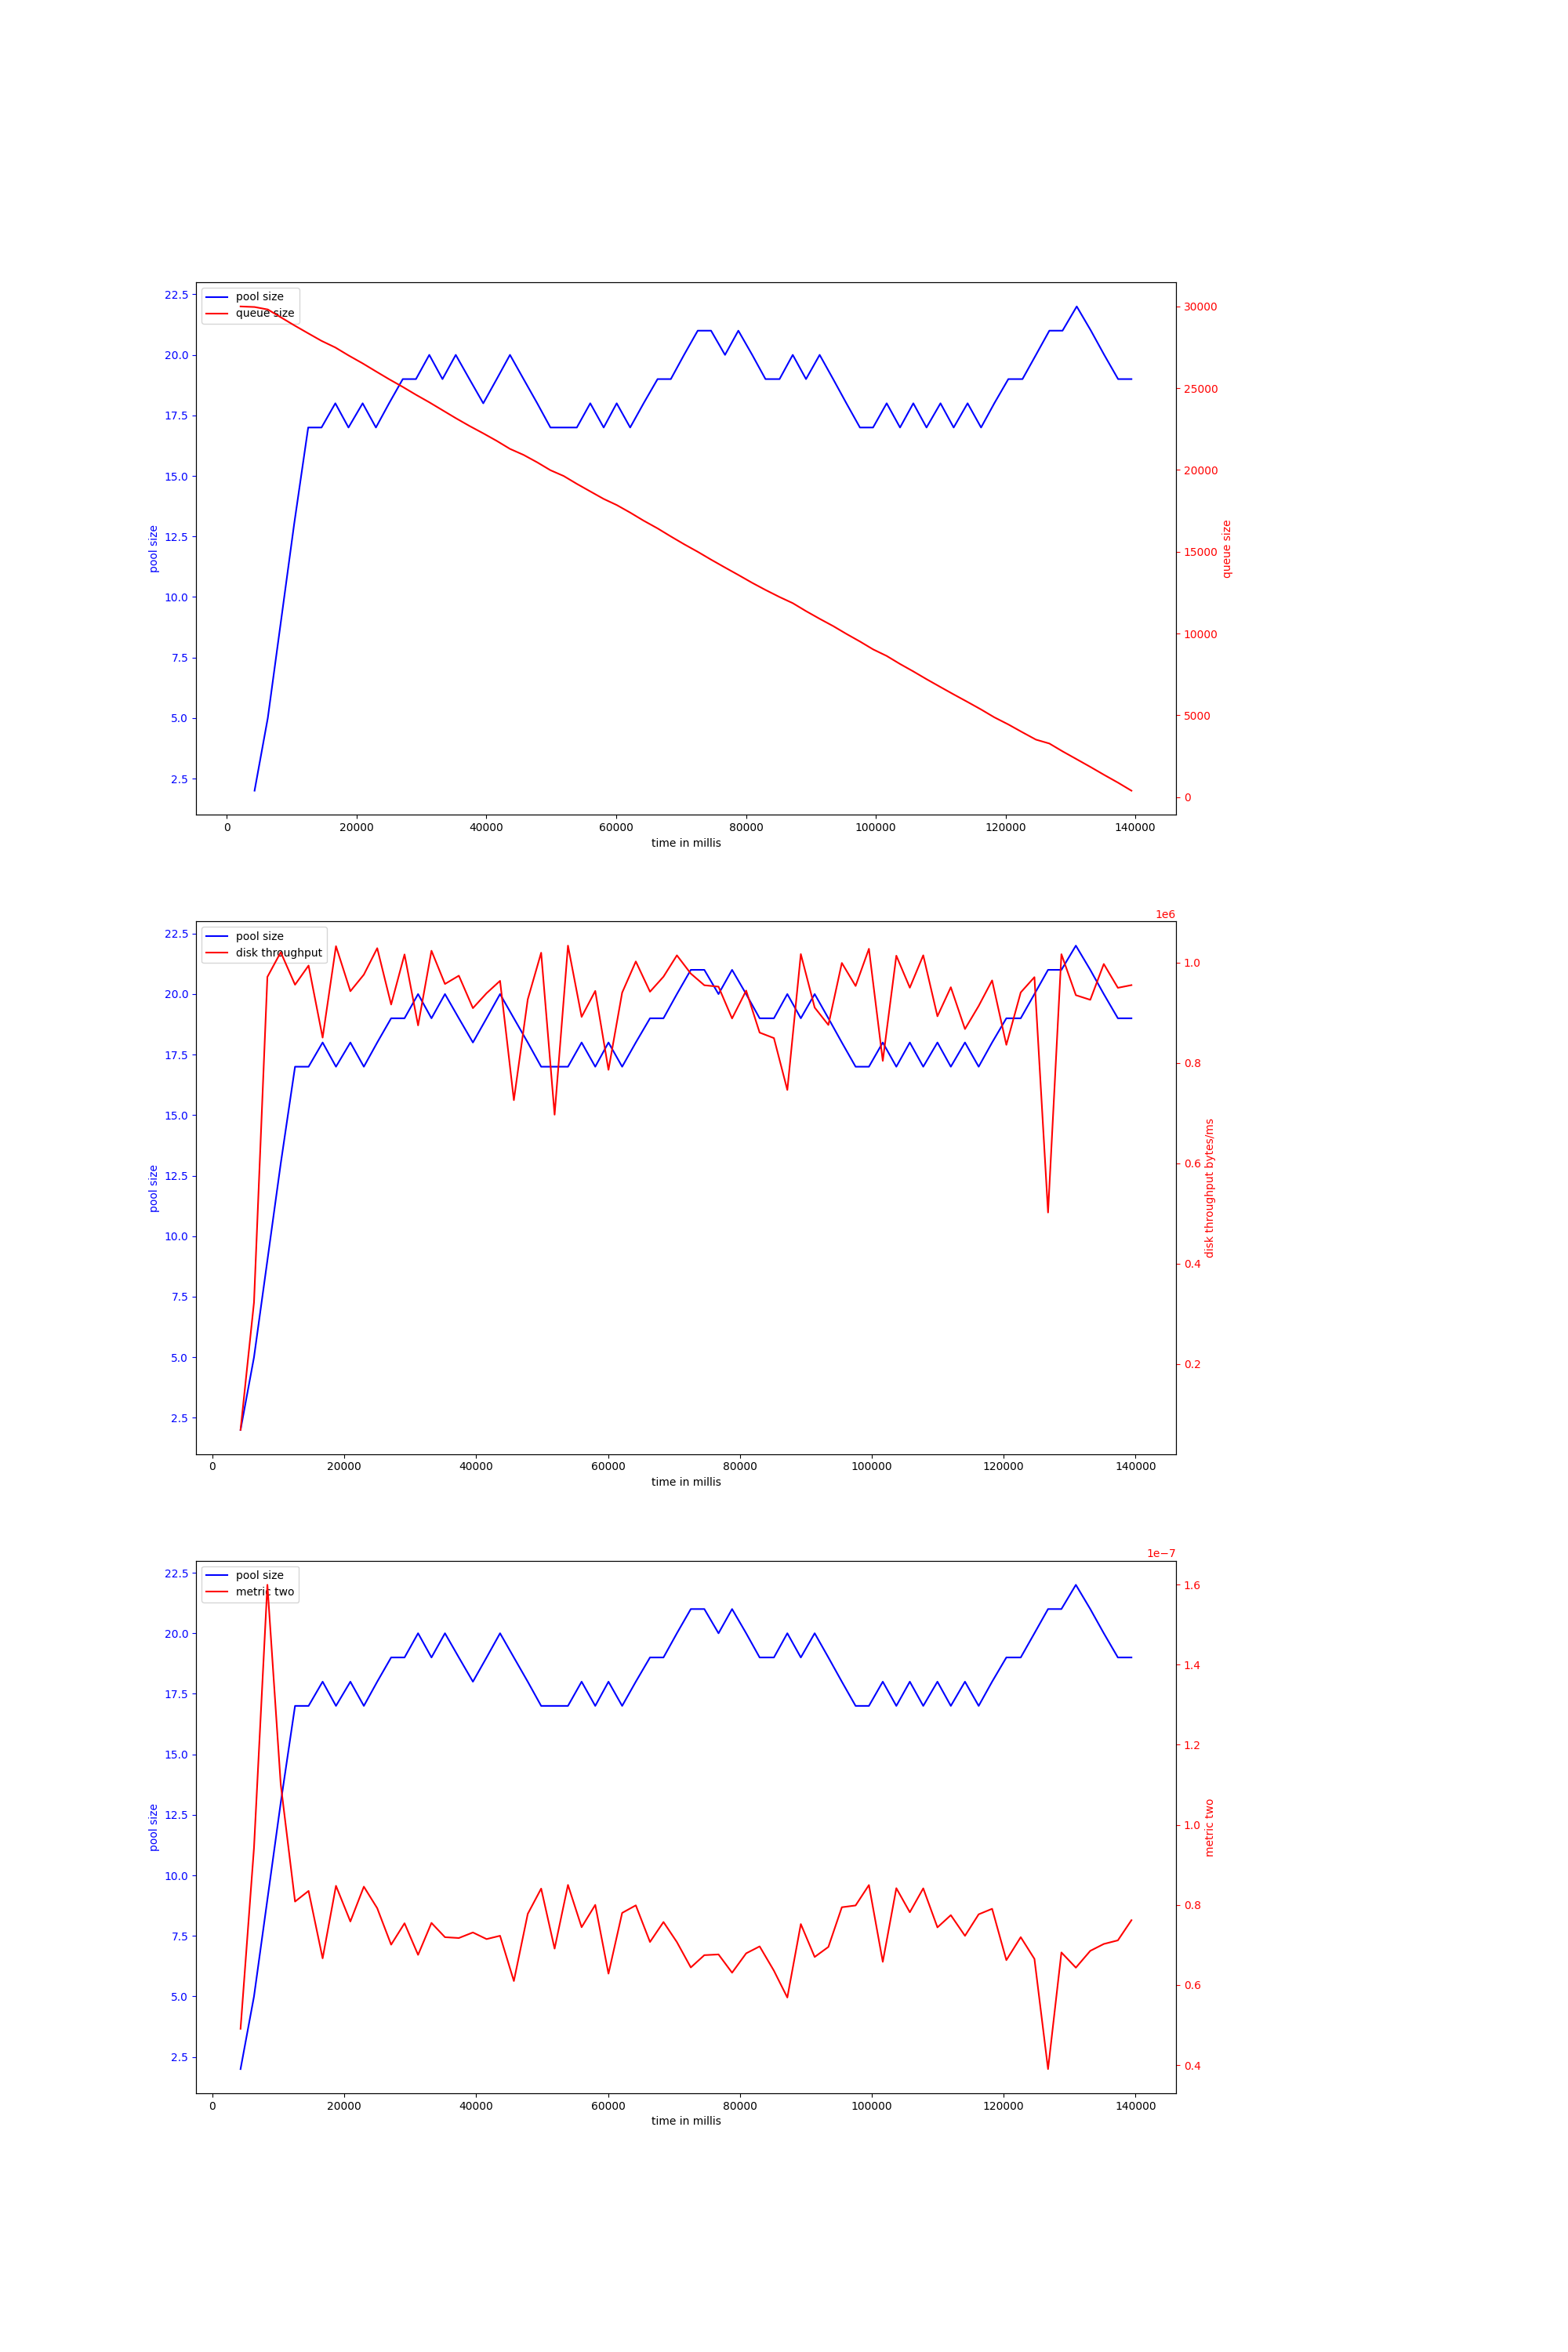 pool size
queue size
22.5
20.0
17.5
15.0
12.5
10.0
7.5
5.0
2.5
pool size
30000
25000
20000
15000
10000
5000
0
queue size
0 20000 40000 60000 80000 100000 120000 140000
time in millis
1e6
pool size
disk throughput
22.5
20.0
17.5
15.0
12.5
10.0
7.5
5.0
2.5
pool size
1.0
0.8
0.6
0.4
0.2
disk throughput bytes/ms
0 20000 40000 60000 80000 100000 120000 140000
time in millis
1e−7
pool size
metric two
22.5
20.0
17.5
15.0
12.5
10.0
7.5
5.0
2.5
pool size
1.6
1.4
1.2
1.0
0.8
0.6
0.4
metric two
0 20000 40000 60000 80000 100000 120000 140000
time in millis